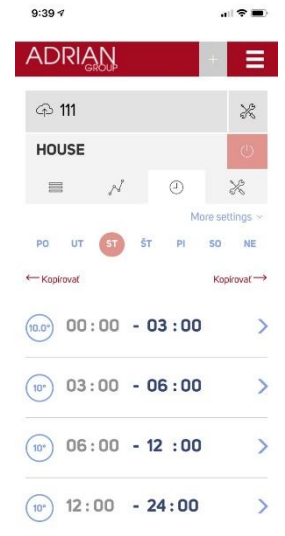 9:39
ADRIAN
GROUP
+
111
HOUSE
More settings
PO UT ST ŠT PI SO NE
← Kopírovať Kopírovať →
10.0° 00:00 - 03:00
10° 03:00 - 06:00
10° 06:00 - 12 :00
10° 12:00 - 24:00